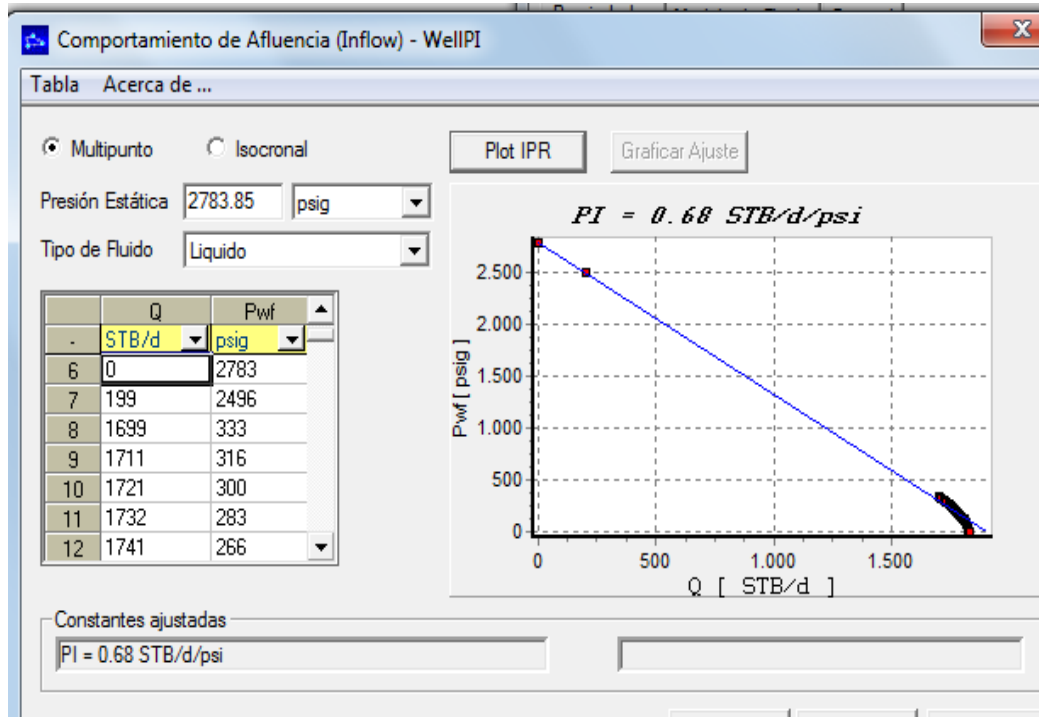 Comportamiento de Afluencia (Inflow) - WellPI
X
Tabla Acerca de ...
Multipunto Isocronal Plot IPR Graficar Ajuste
Presión Estática 2783.85 psig
Tipo de Fluido Liquido
Q Pwf
- STB/d psig
6 0 2783
7 199 2496
8 1699 333
9 1711 316
10 1721 300
11 1732 283
12 1741 266
PI = 0.68 STB/d/psi
2.500
2.000
1.500
1.000
500
0
Pwf [ psig ]
0 500 1.000 1.500
Q [ STB/d ]
Constantes ajustadas
PI = 0.68 STB/d/psi